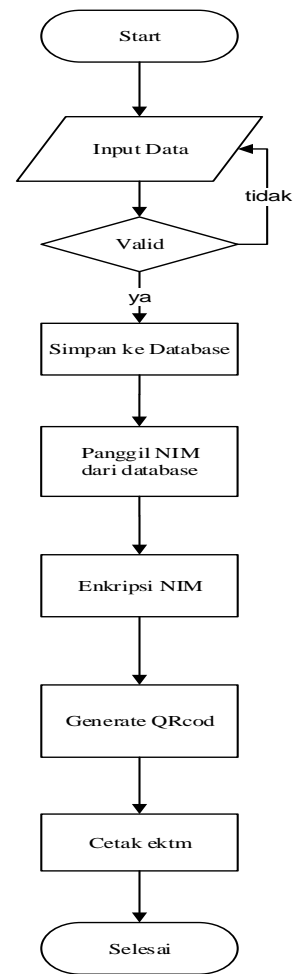 Start
Input Data
tidak
Valid
ya
Simpan ke Database
Panggil NIM
dari database
Enkripsi NIM
Generate QRcod
Cetak ektm
Selesai